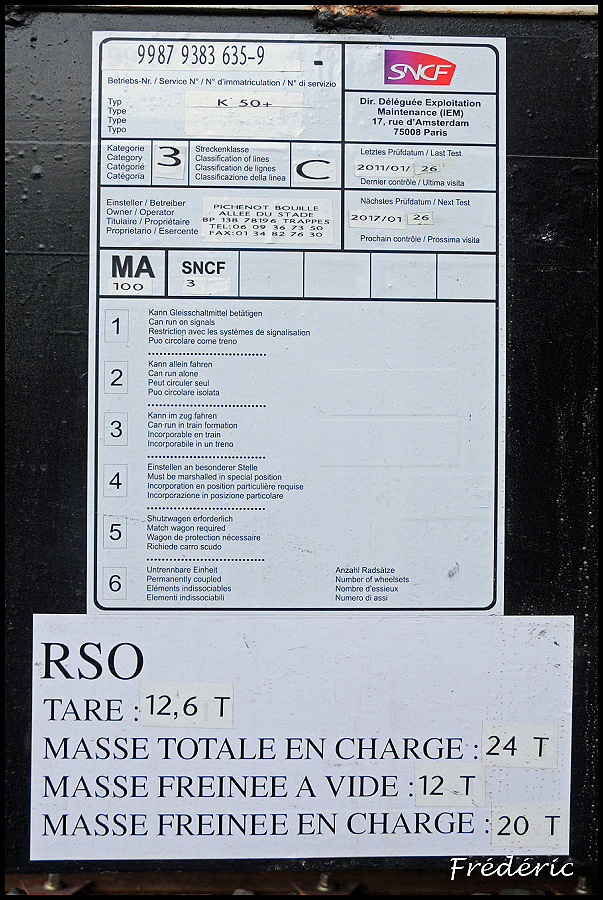 9987 9383 635-9 -
Betriebs-Nr. / Service N° / N° d'immatriculation / N° di servizio
SNCF
Typ
Type
Type
Typo
K 50+
Dir. Déléguée Exploitation
Maintenance (IEM)
17, rue d'Amsterdam
75008 Paris
Kategorie
Category
Catégorie
Categoria
3
Streckenklasse
Classification of lines
Classification de lignes
Classificazione della linea
C
Letztes Prüfdatum / Last Test
2011/01/ 26
Dernier contrôle / Ultima visita
Einsteller / Betreiber
Owner / Operator
Titulaire / Propriétaire
Proprietario / Esercente
PICHENOT BOUILLE
ALLEE DU STADE
BP 138 78196 TRAPPES
TEL:06 09 36 73 50
FAX:01 34 82 76 30
Nächstes Prüfdatum / Next Test
2017/01 26
Prochain contrôle / Prossima visita
MA
100
SNCF
3
1
Kann Gleisschaltmittel betätigen
Can run on signals
Restriction avec les systèmes de signalisation
Puo circolare come treno
2
Kann allein fahren
Can run alone
Peut circuler seul
Puo circolare isolata
3
Kann im zug fahren
Can run in train formation
Incorporable en train
Incorporabile in un treno
4
Einstellen an besonderer Stelle
Must be marshalled in special position
Incorporation en position particulière requise
Incorporazione in posizione particolare
5
Shutzwagen erforderlich
Match wagon required
Wagon de protection nécessaire
Richiede carro scudo
6
Untrennbare Einheit
Permanently coupled
Eléments indissociables
Elementi indissociabili
Anzahl Radsätze
Number of wheelsets
Nombre d'essieux
Numero di assi
RSO
TARE : 12,6 T
MASSE TOTALE EN CHARGE : 24 T
MASSE FREINEE A VIDE : 12 T
MASSE FREINEE EN CHARGE : 20 T
Frédéric